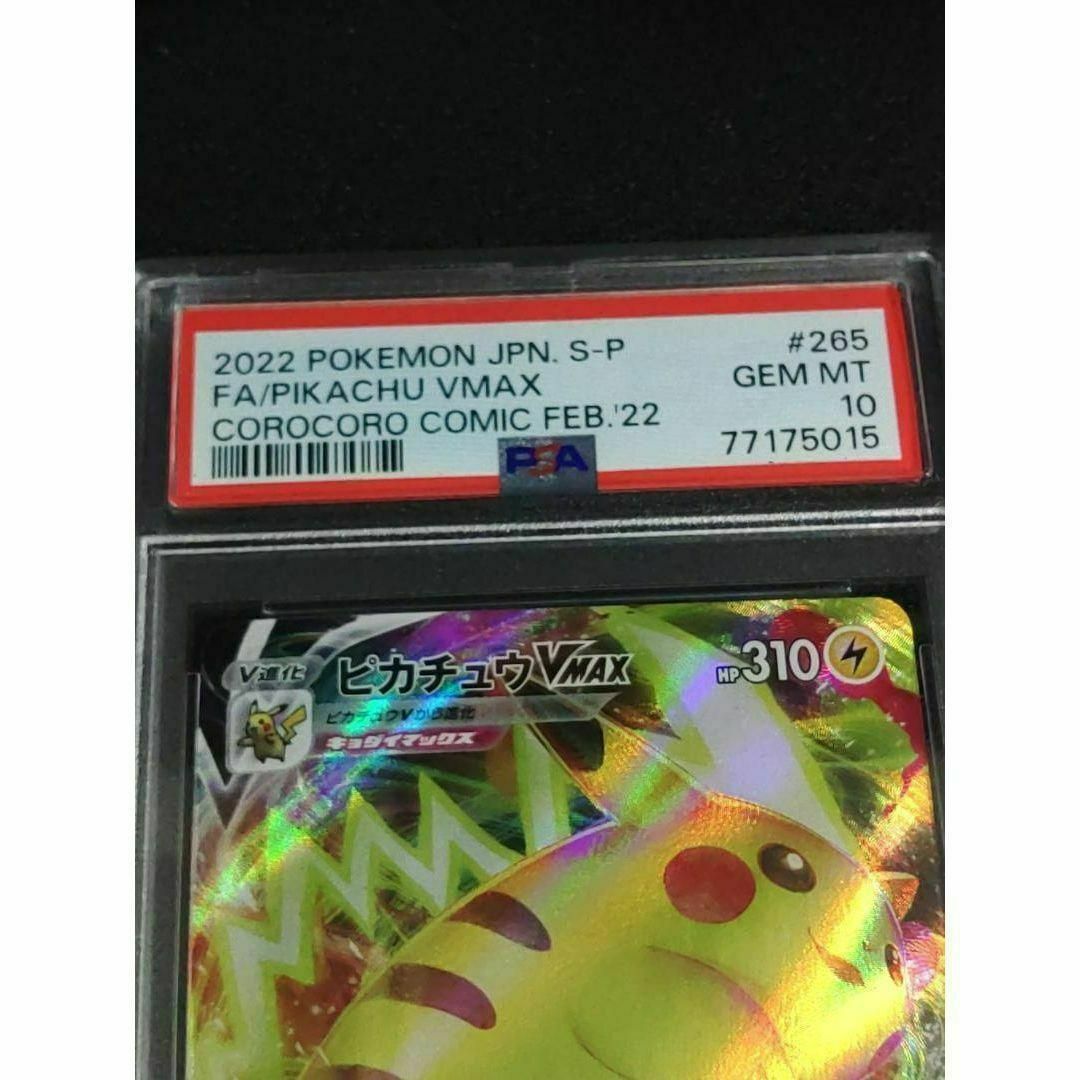 2022 POKEMON JPN. S-P #265
FA/PIKACHU VMAX GEM MT
COROCORO COMIC FEB.'22 10
PSA 77175015
V進化 ピカチュウVMAX HP310
ピカチュウVから進化
キョダイマックス